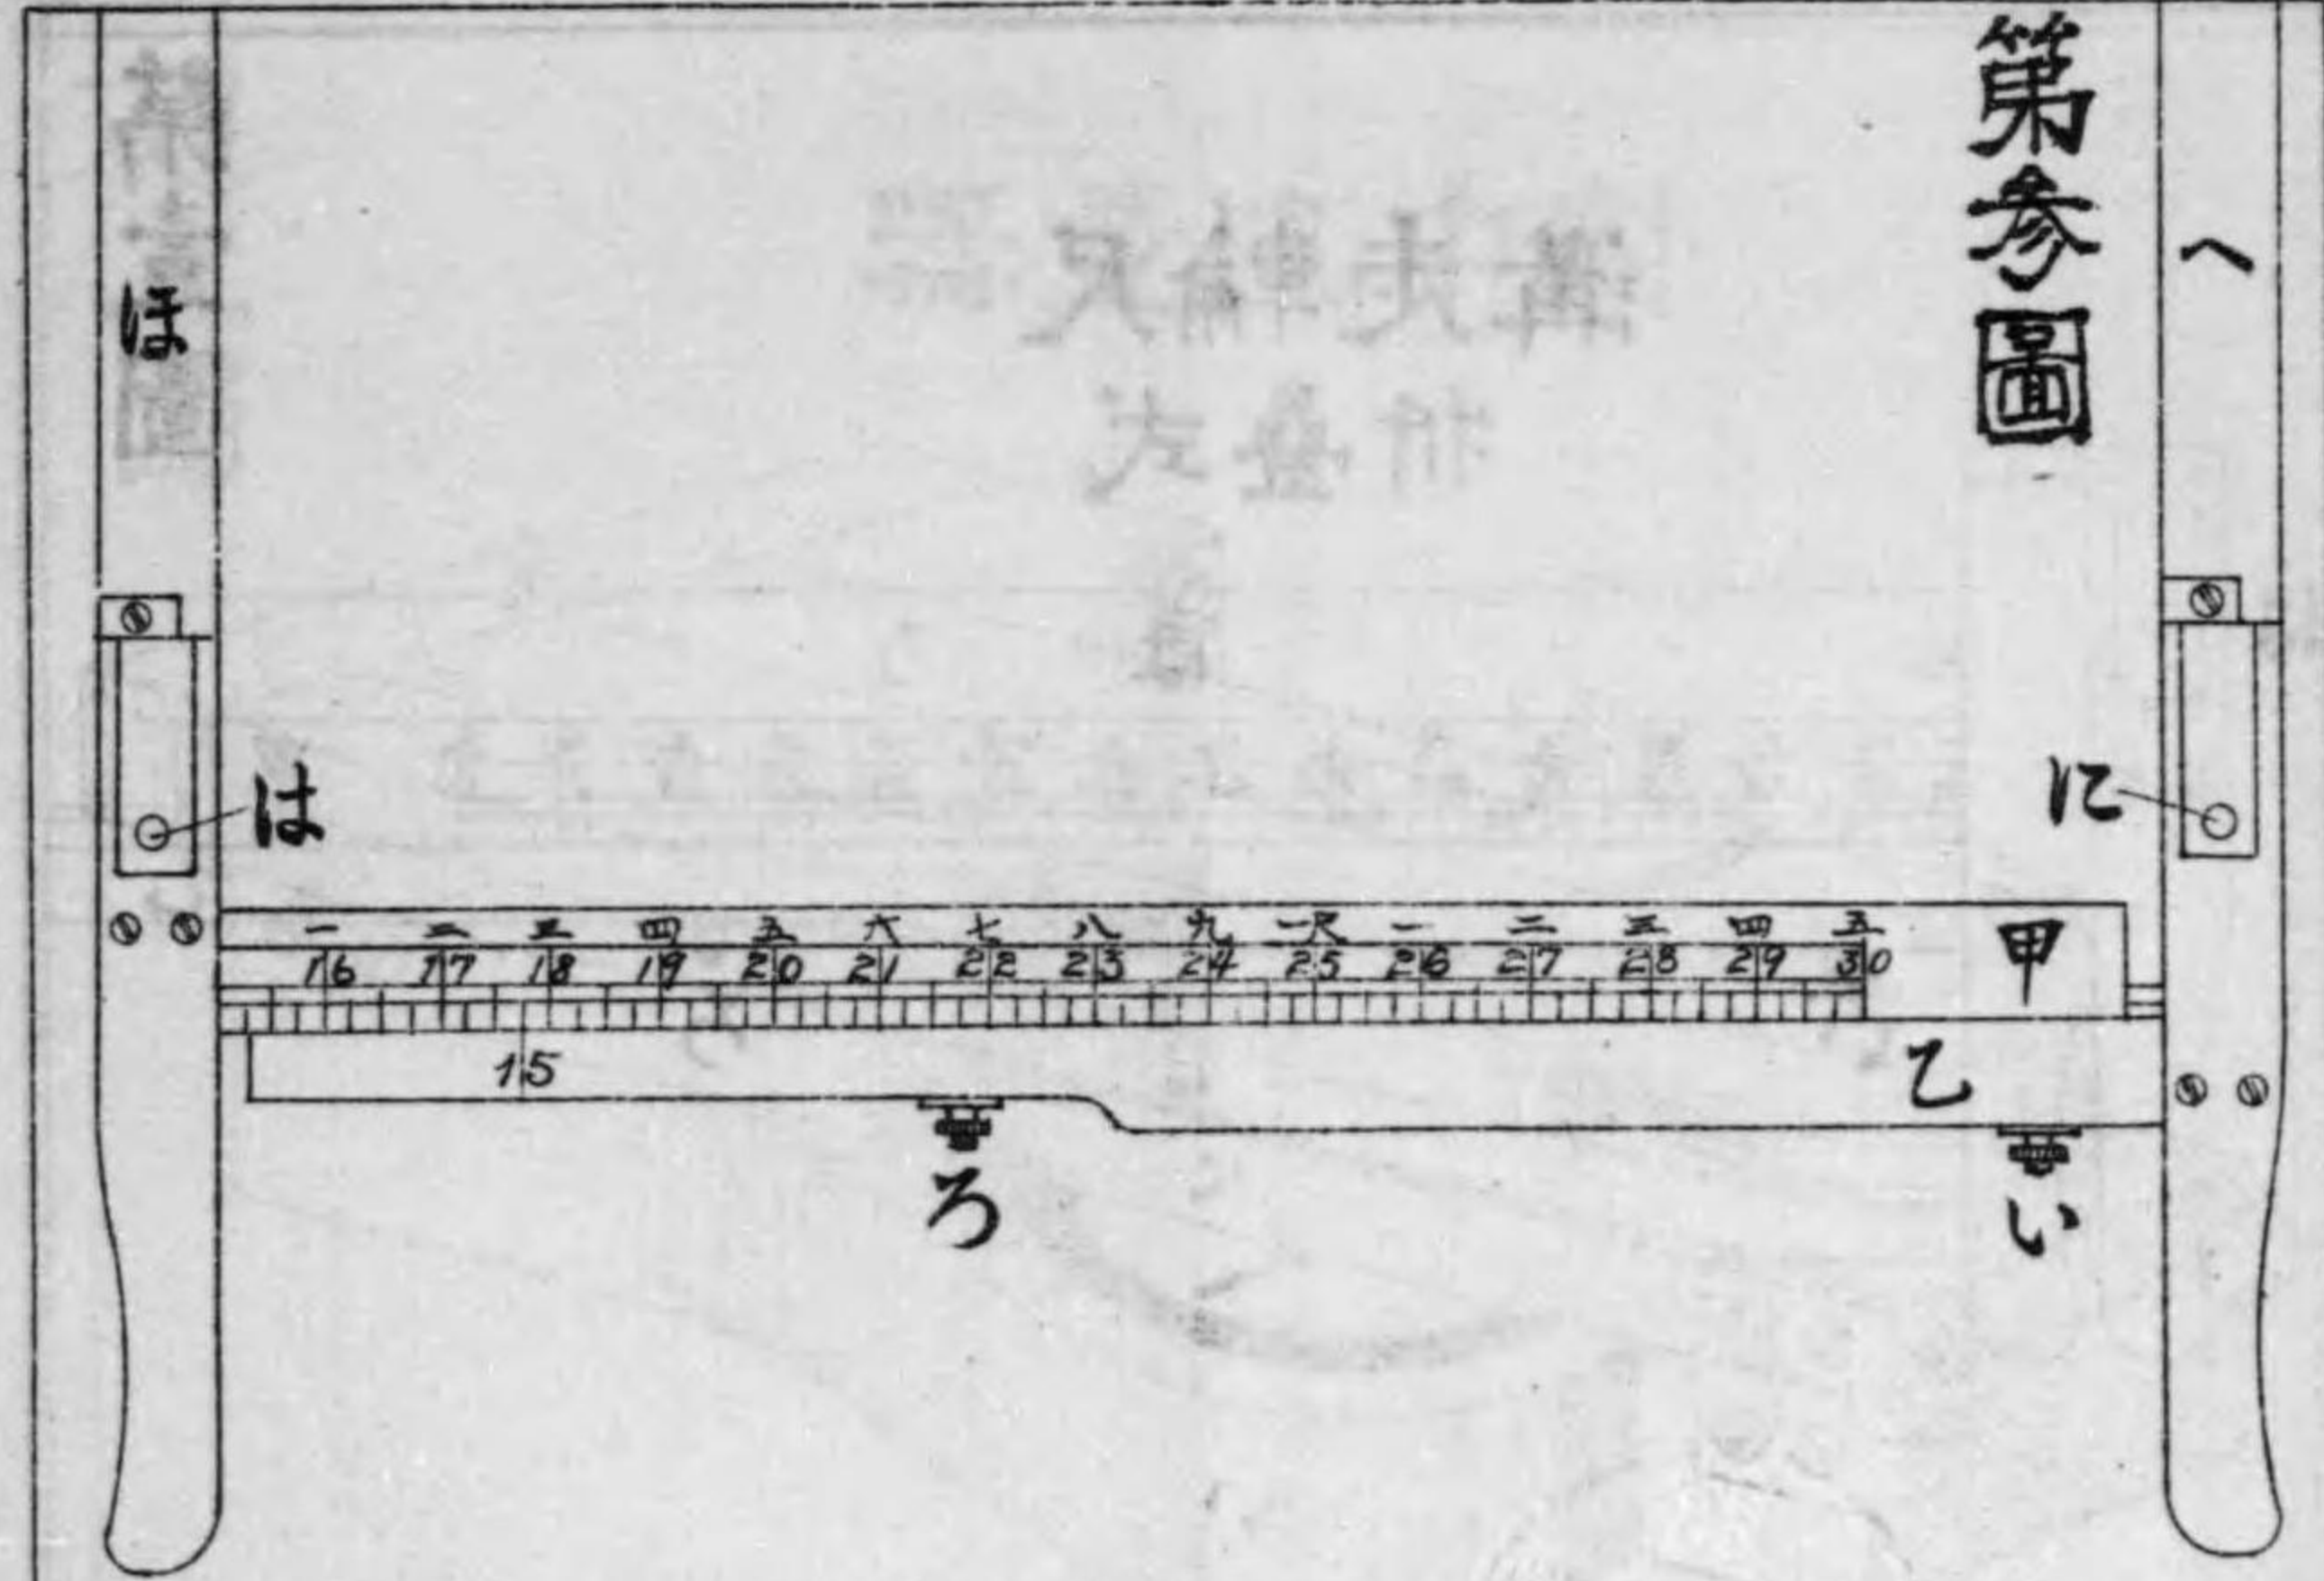 第参圖
へ
ほ
は
に
一 二 三 四 五 六 七 八 九 一尺 一 二 三 四 五
16 17 18 19 20 21 22 23 24 25 26 27 28 29 30
甲
15
乙
ろ
い